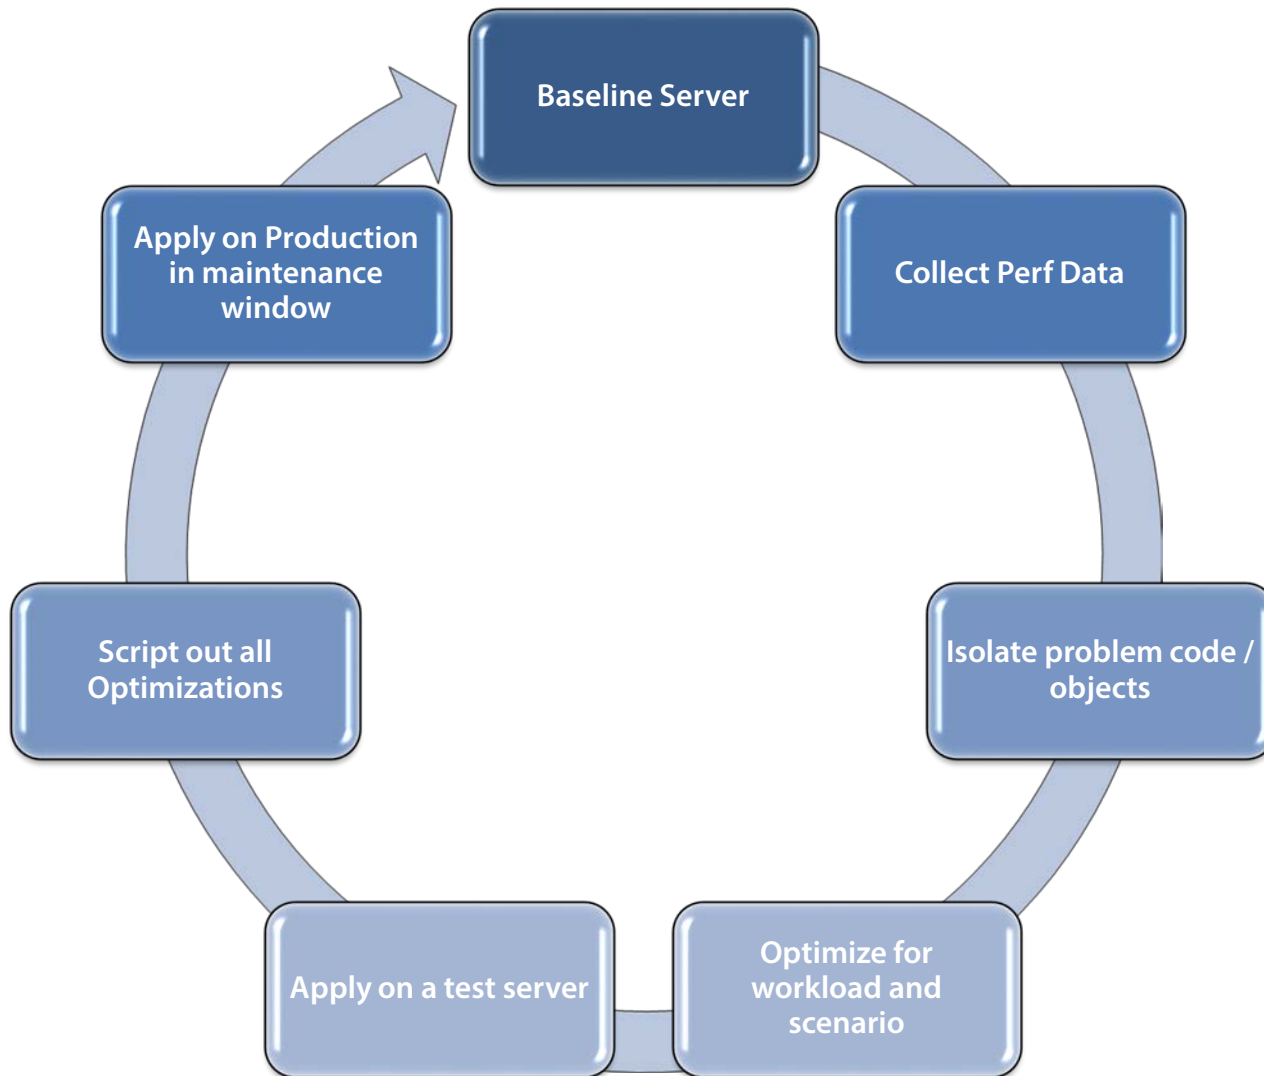 Baseline Server
Collect Perf Data
Isolate problem code /
objects
Optimize for
workload and
scenario
Apply on a test server
Script out all
Optimizations
Apply on Production
in maintenance
window